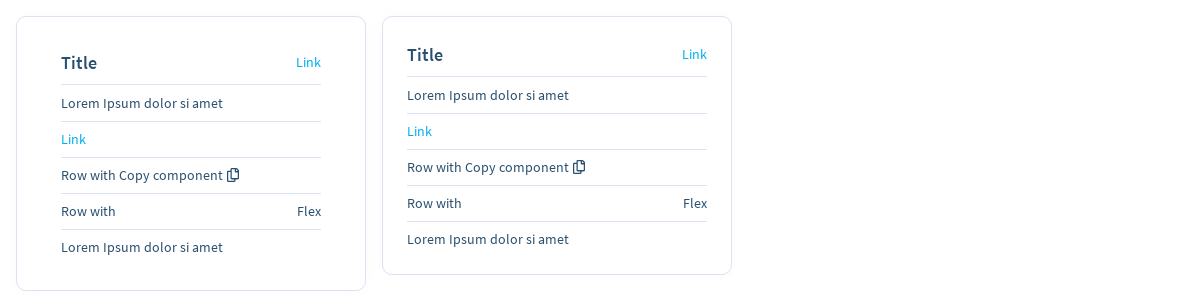 Title Link
Lorem Ipsum dolor si amet
Link
Row with Copy component
Row with Flex
Lorem Ipsum dolor si amet
Title Link
Lorem Ipsum dolor si amet
Link
Row with Copy component
Row with Flex
Lorem Ipsum dolor si amet